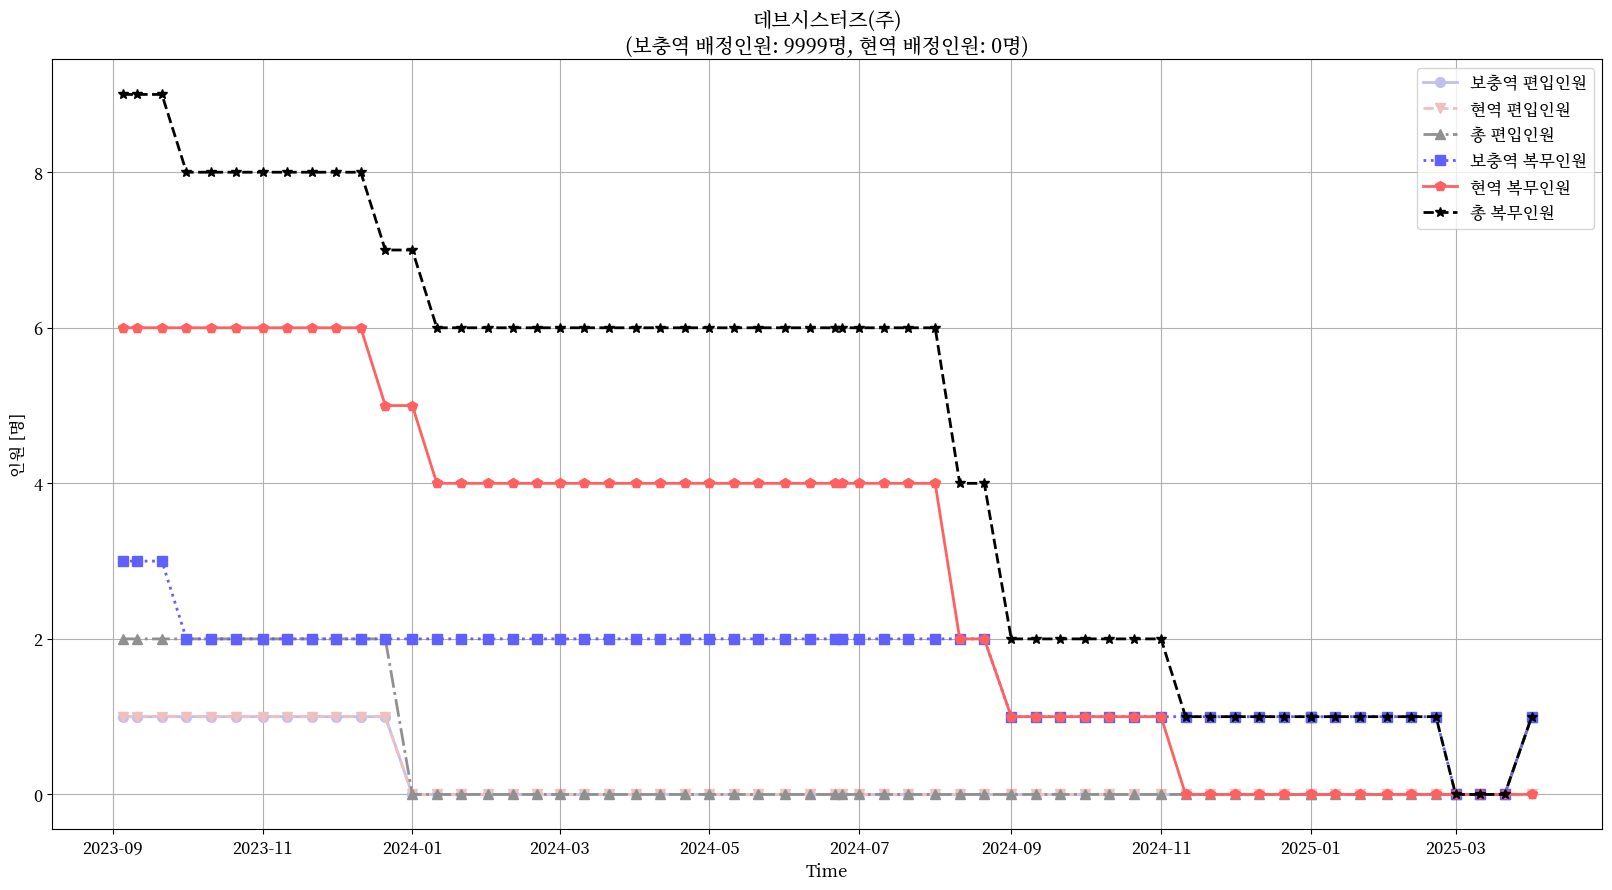 데브시스터즈(주)
(보충역 배정인원: 9999명, 현역 배정인원: 0명)
보충역 편입인원
현역 편입인원
총 편입인원
보충역 복무인원
현역 복무인원
총 복무인원
인원 [명]
8
6
4
2
0
2023-09
2023-11
2024-01
2024-03
2024-05
2024-07
2024-09
2024-11
2025-01
2025-03
Time